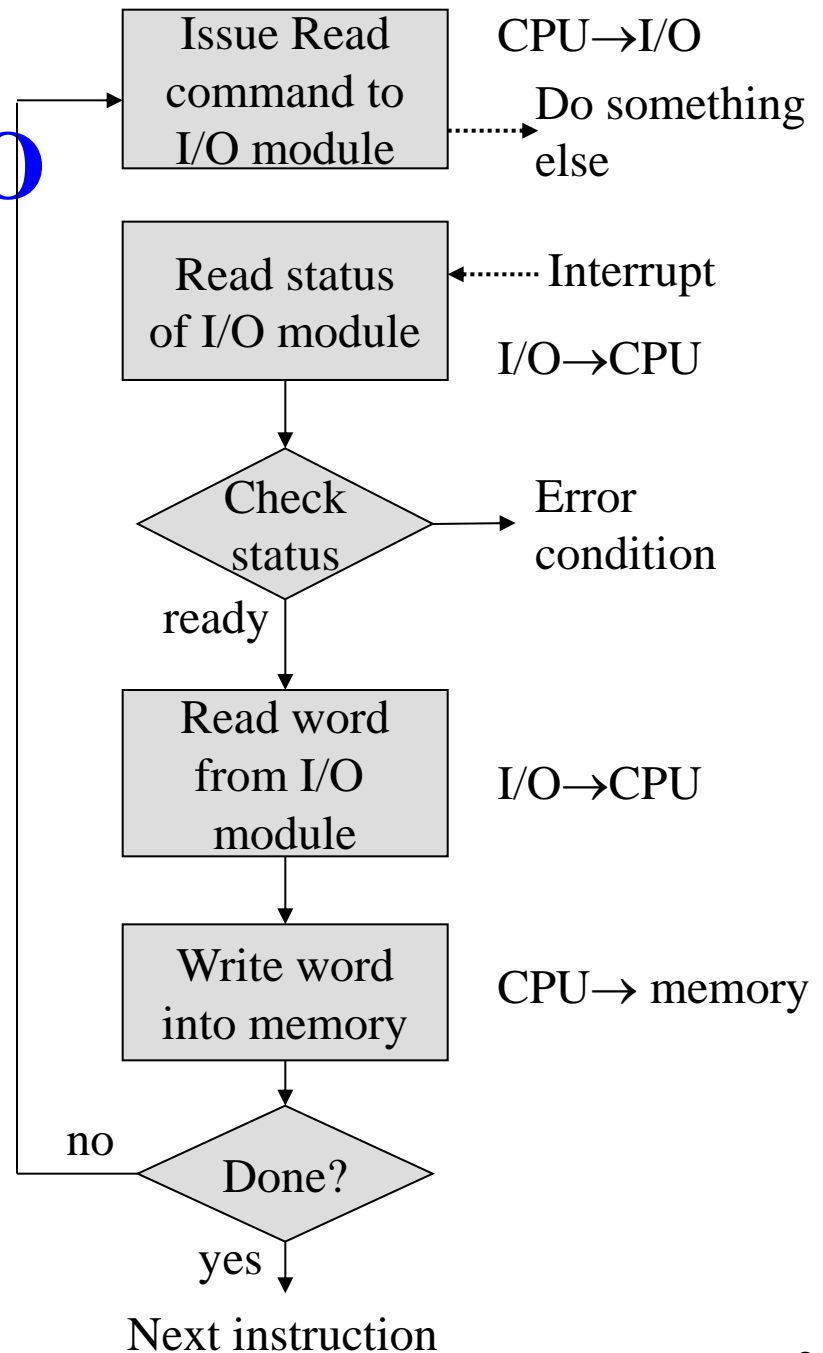 Issue Read
command to
I/O module
CPU→I/O
Do something
else
O
Read status
of I/O module
Interrupt
I/O→CPU
Check
status
Error
condition
ready
Read word
from I/O
module
I/O→CPU
Write word
into memory
CPU→ memory
no
Done?
yes
Next instruction